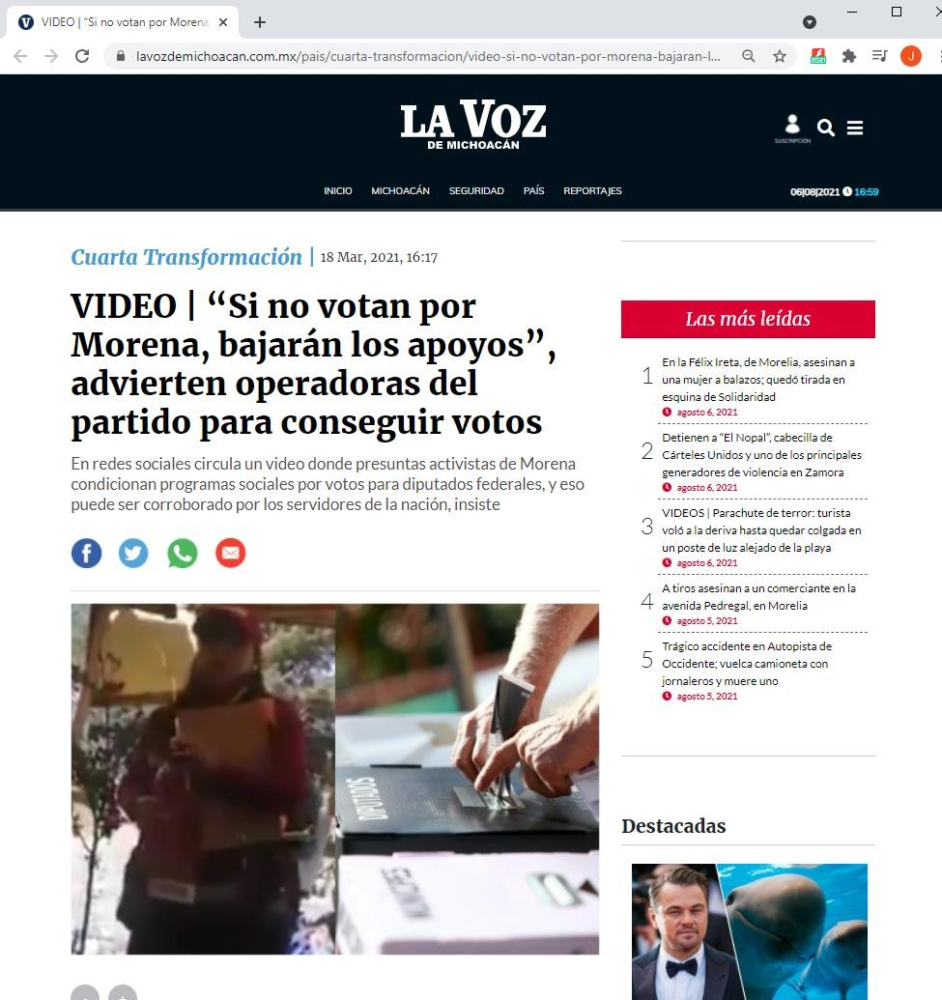 VIDEO | “Si no votan por Morena,
lavozdemichoacan.com.mx/pais/cuarta-transformacion/video-si-no-votan-por-morena-bajaran-l...
2021
J
LA VOZ
DE MICHOACÁN
SUSCRIPCIÓN
INICIO MICHOACÁN SEGURIDAD PAÍS REPORTAJES
06|08|2021 16:59
Cuarta Transformación | 18 Mar, 2021, 16:17
VIDEO | “Si no votan por
Morena, bajarán los apoyos”,
advierten operadoras del
partido para conseguir votos
En redes sociales circula un video donde presuntas activistas de Morena
condicionan programas sociales por votos para diputados federales, y eso
puede ser corroborado por los servidores de la nación, insiste
DIPUTADOS
Las más leídas
1 En la Félix Ireta, de Morelia, asesinan a
una mujer a balazos; quedó tirada en
esquina de Solidaridad
agosto 6, 2021
2 Detienen a “El Nopal”, cabecilla de
Cárteles Unidos y uno de los principales
generadores de violencia en Zamora
agosto 6, 2021
3 VIDEOS | Parachute de terror: turista
voló a la deriva hasta quedar colgada en
un poste de luz alejado de la playa
agosto 6, 2021
4 A tiros asesinan a un comerciante en la
avenida Pedregal, en Morelia
agosto 5, 2021
5 Trágico accidente en Autopista de
Occidente; vuelca camioneta con
jornaleros y muere uno
agosto 5, 2021
Destacadas